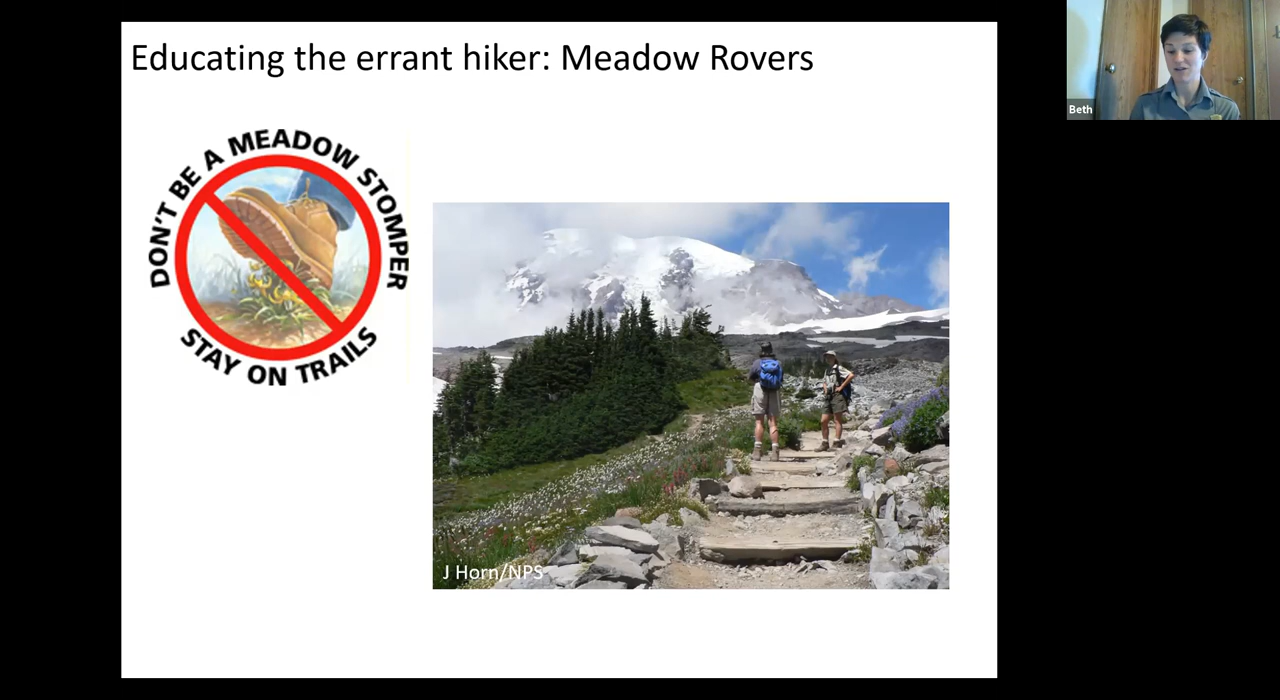 Educating the errant hiker: Meadow Rovers
Beth
DON'T BE A MEADOW STOMPER
STAY ON TRAILS
J Horn/NPS